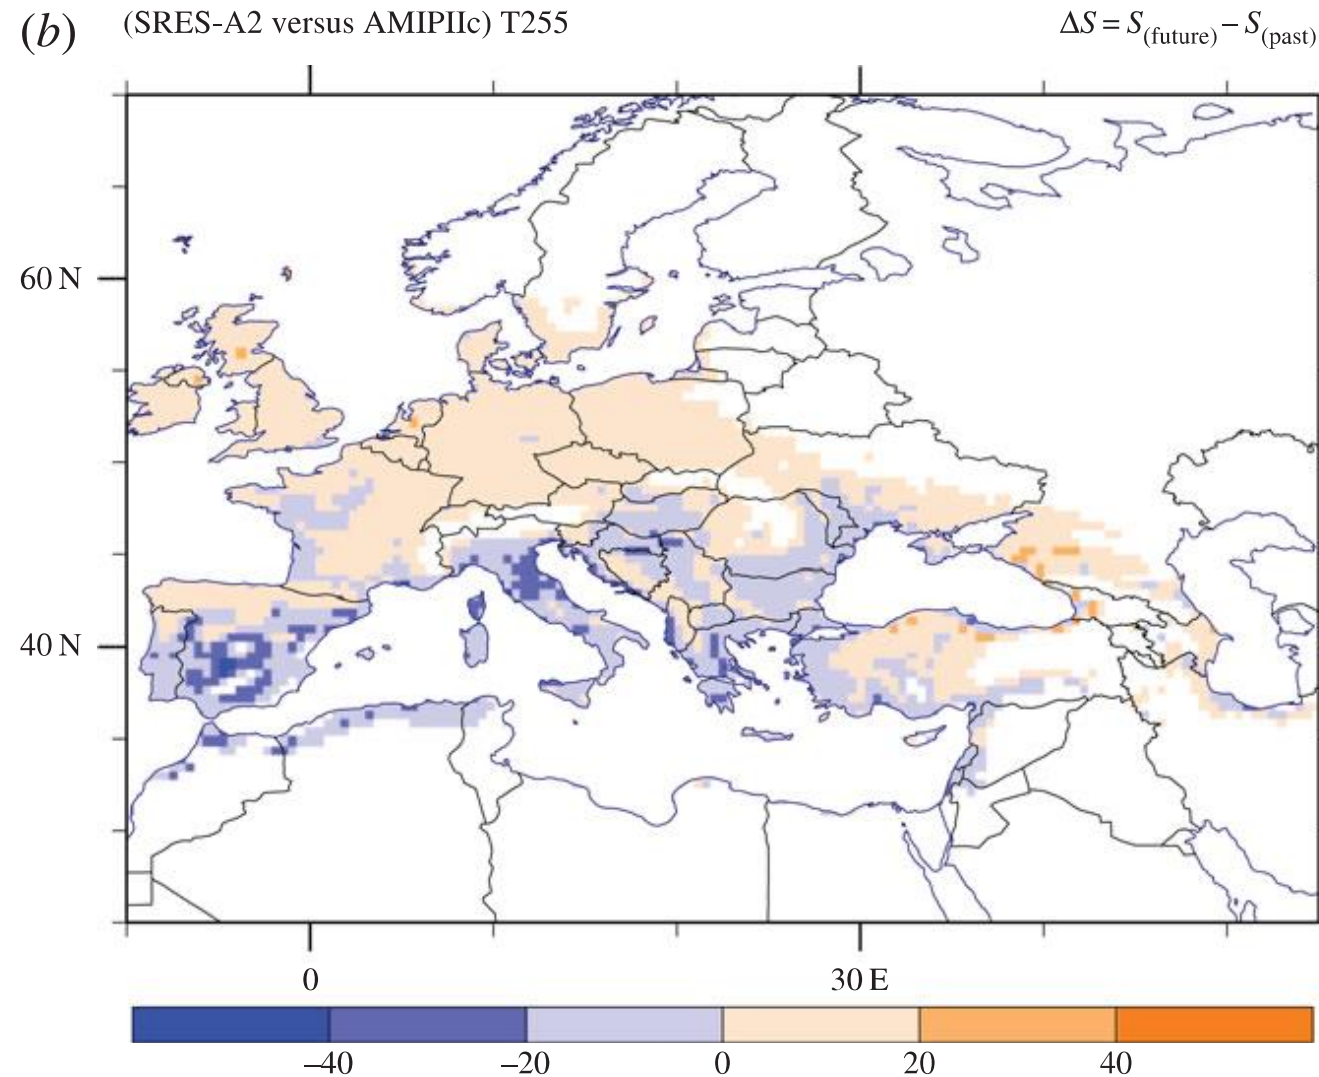 (b) (SRES-A2 versus AMIPIIc) T255 ΔS = S(future) – S(past)
60 N
40 N
0 30 E
–40 –20 0 20 40